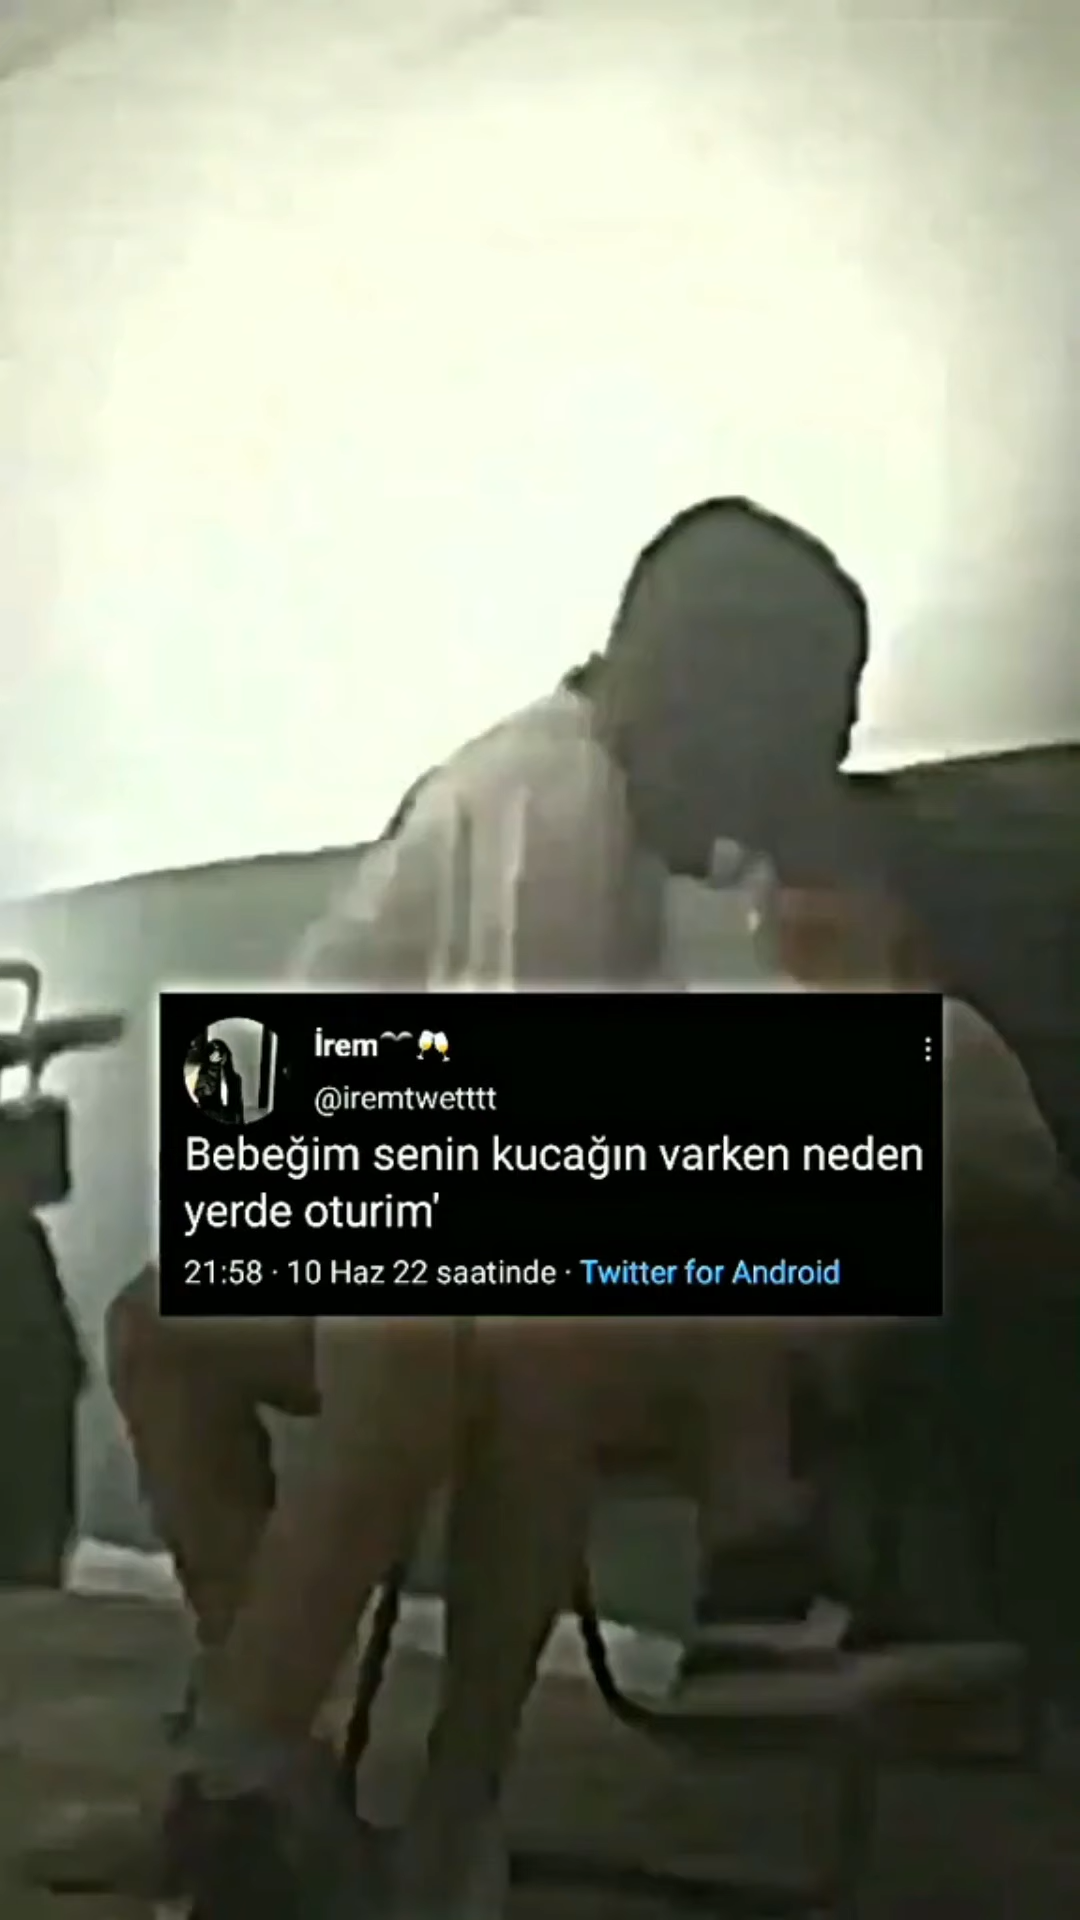 İrem 🥂
@iremtwetttt
Bebeğim senin kucağın varken neden
yerde oturim'
21:58 · 10 Haz 22 saatinde · Twitter for Android